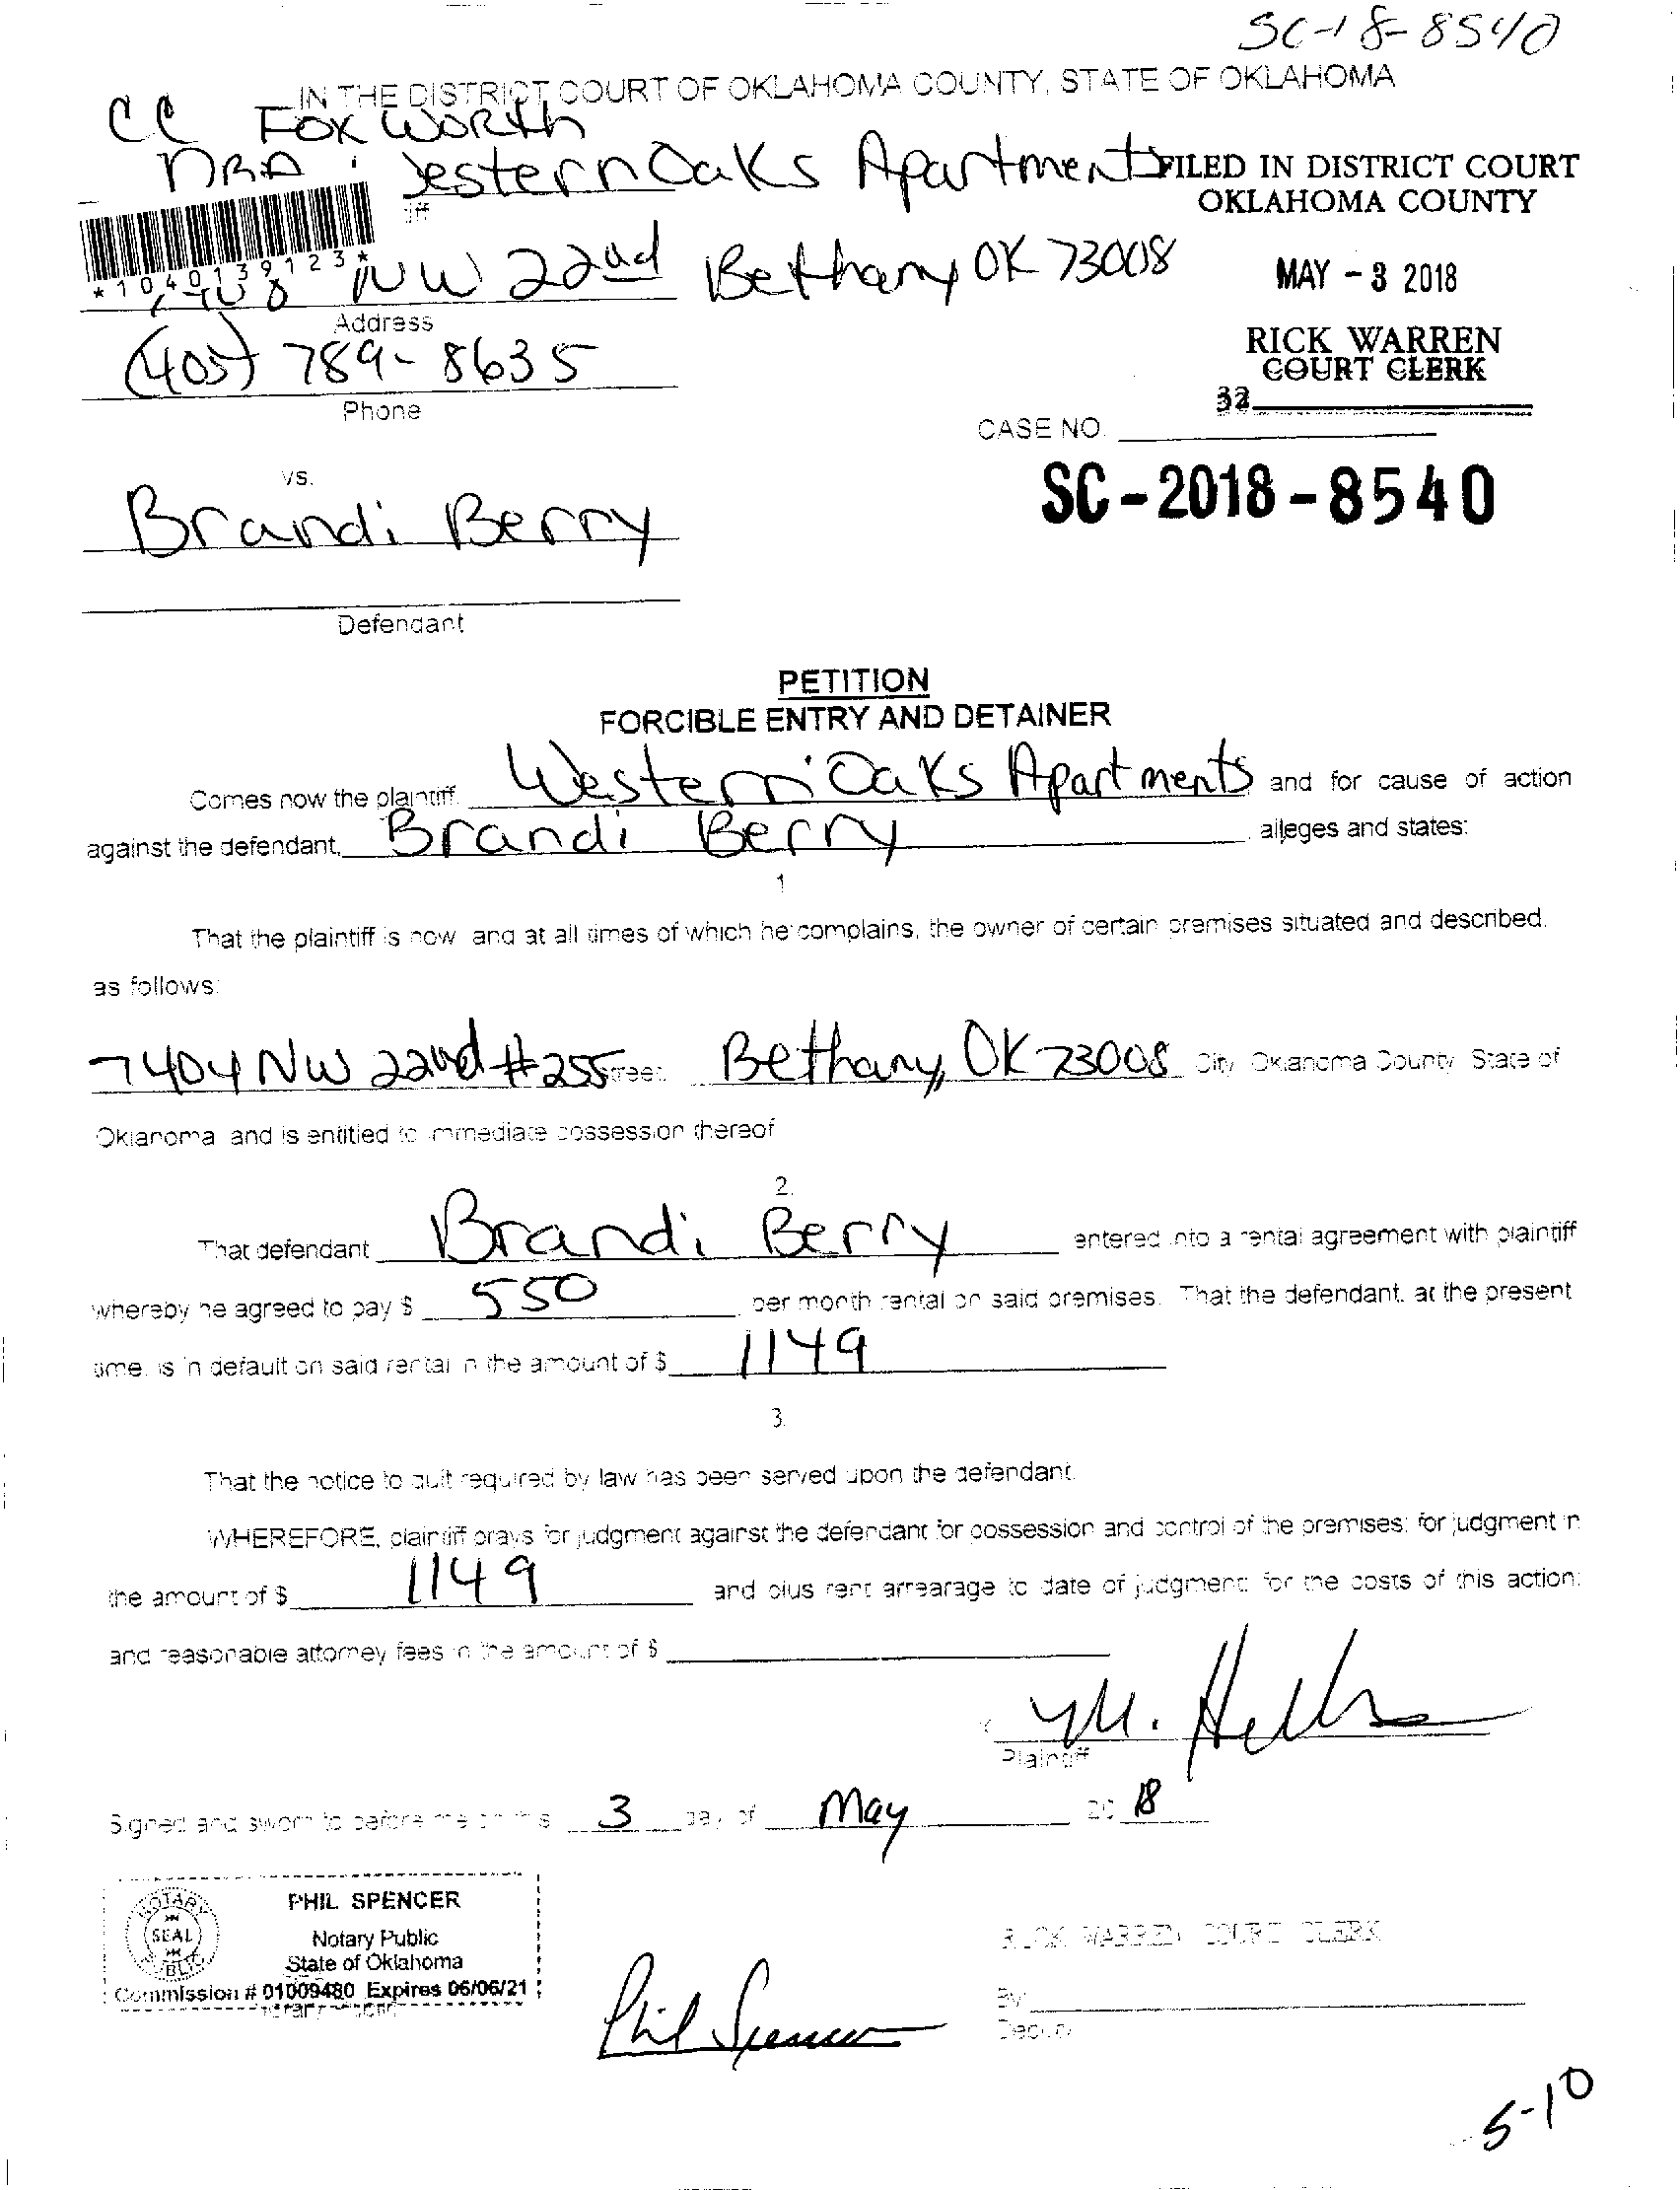 SC-18-8540
IN THE DISTRICT COURT OF OKLAHOMA COUNTY, STATE OF OKLAHOMA
CC FOX WORTH
DBA: Western Oaks Apartments
FILED IN DISTRICT COURT
OKLAHOMA COUNTY
*1040139123*
NW 22nd Bethany OK 73008
MAY - 3 2018
Address
(405) 789-8635
RICK WARREN
COURT CLERK
Phone
32
CASE NO.
vs.
SC-2018-8540
Brandi Berry
Defendant
PETITION
FORCIBLE ENTRY AND DETAINER
Comes now the plaintiff, Western Oaks Apartments and for cause of action
against the defendant, Brandi Berry alleges and states:
1
That the plaintiff is now and at all times of which he complains, the owner of certain premises situated and described,
as follows:
7404 NW 22nd #255 Street Bethany, OK 73008 City Oklahoma County State of
Oklahoma and is entitled to immediate possession thereof
2.
That defendant Brandi Berry entered into a rental agreement with plaintiff
whereby he agreed to pay $ 550 per month rental on said premises. That the defendant, at the present
time, is in default on said rental in the amount of $ 1149
3.
That the notice to quit required by law has been served upon the defendant.
WHEREFORE, plaintiff prays for judgment against the defendant for possession and control of the premises; for judgment in
the amount of $ 1149 and plus rent arrearage to date of judgment; for the costs of this action;
and reasonable attorney fees in the amount of $
Plaintiff
Signed and sworn to before me on this 3 day of May 20 18
NOTARY
SEAL
PUBLIC
PHIL SPENCER
Notary Public
State of Oklahoma
Commission # 01009480 Expires 06/06/21
Notary Public
RICK WARREN COURT CLERK
Phil Spencer
By
Deputy
5-10